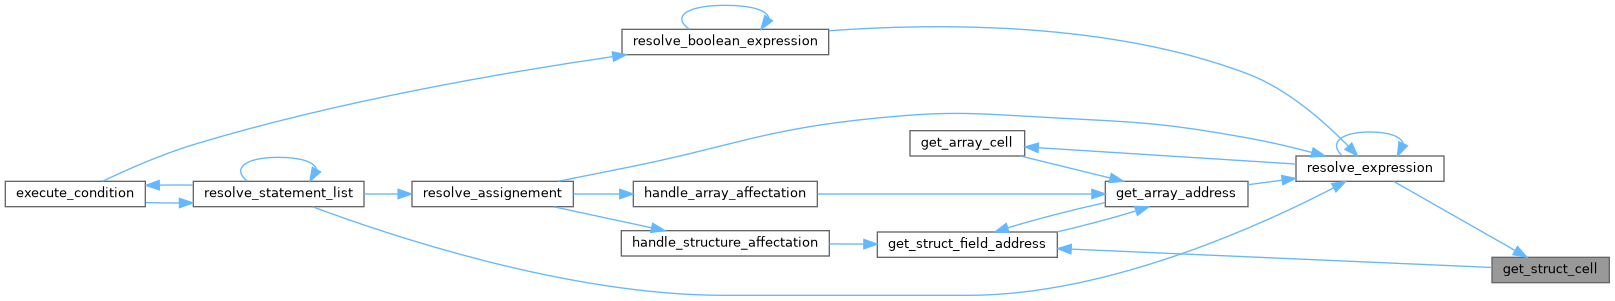 resolve_boolean_expression
get_array_cell
resolve_expression
execute_condition
resolve_statement_list
resolve_assignement
handle_array_affectation
get_array_address
handle_structure_affectation
get_struct_field_address
get_struct_cell